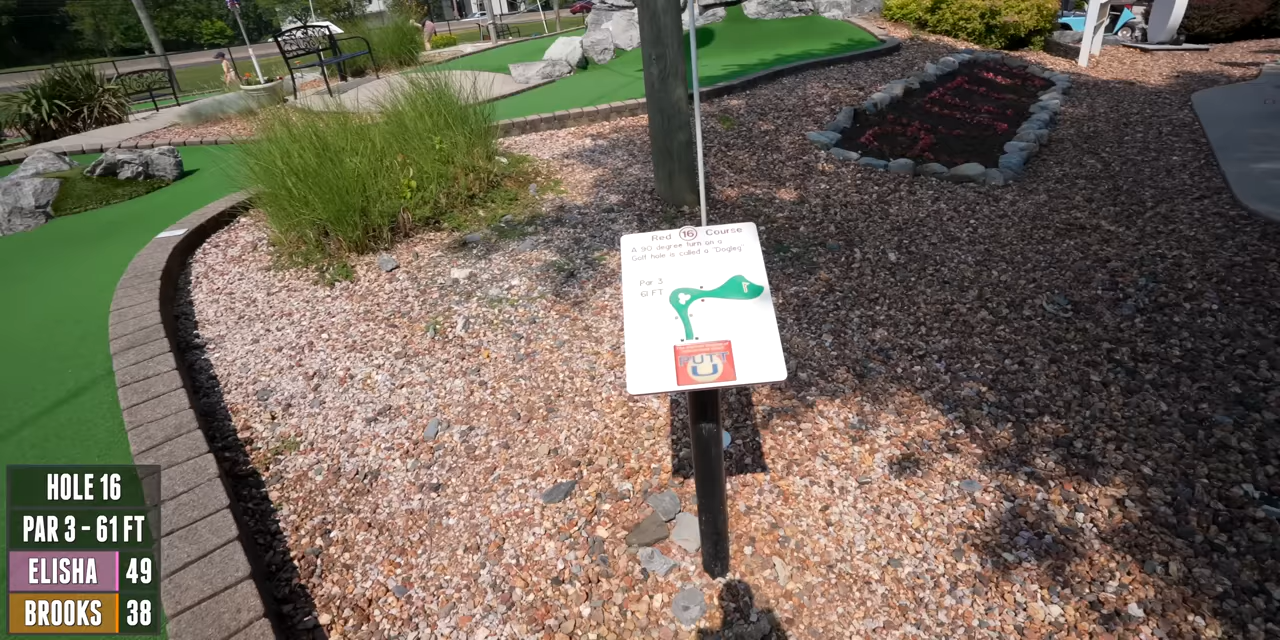 Red 16 Course
A 90 degree turn on a
Golf hole is called a "Dogleg"
Par 3
61 FT
PUTT
U
HOLE 16
PAR 3 - 61 FT
ELISHA 49
BROOKS 38